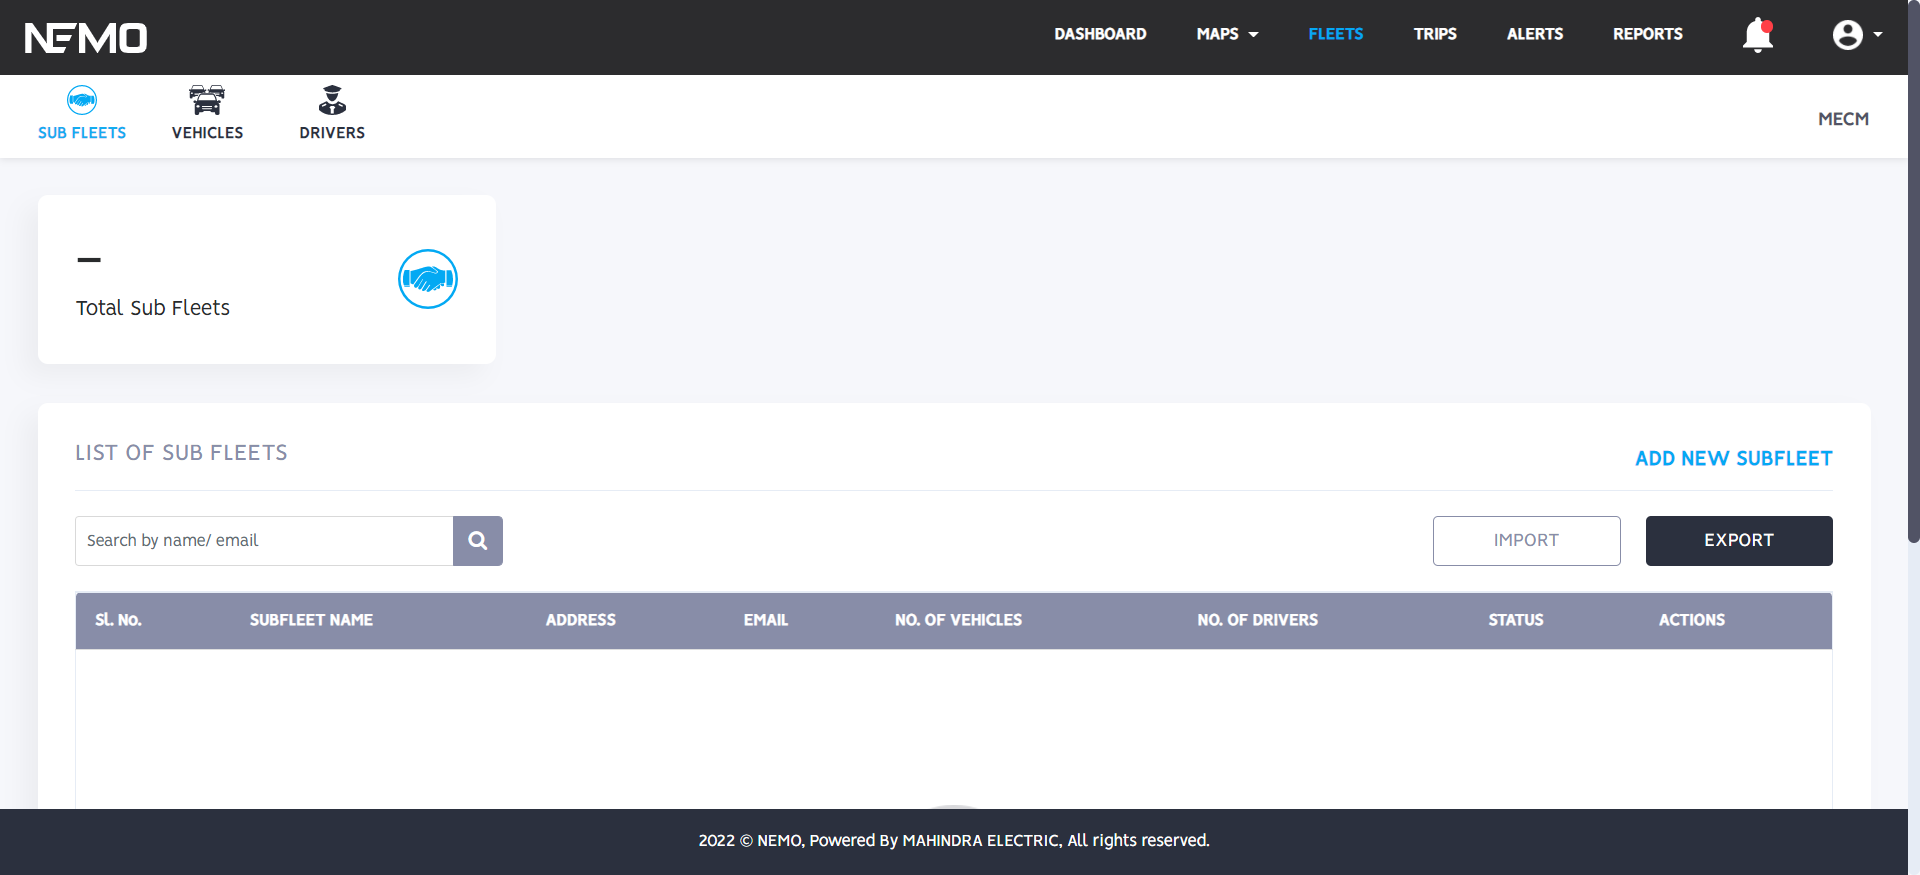 NEMO
DASHBOARD MAPS FLEETS TRIPS ALERTS REPORTS
SUB FLEETS VEHICLES DRIVERS
MECM
–
Total Sub Fleets
LIST OF SUB FLEETS
ADD NEW SUBFLEET
Search by name/ email
IMPORT EXPORT
Sl. No. SUBFLEET NAME ADDRESS EMAIL NO. OF VEHICLES NO. OF DRIVERS STATUS ACTIONS
2022 © NEMO, Powered By MAHINDRA ELECTRIC, All rights reserved.